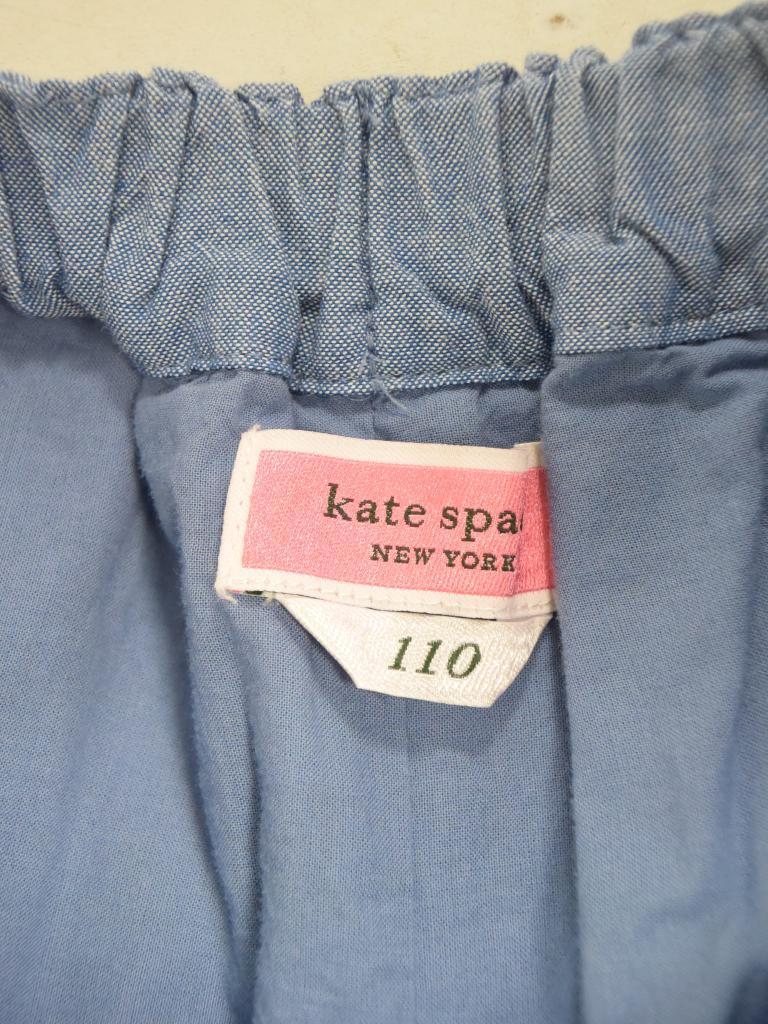 kate spa
NEW YORK
110